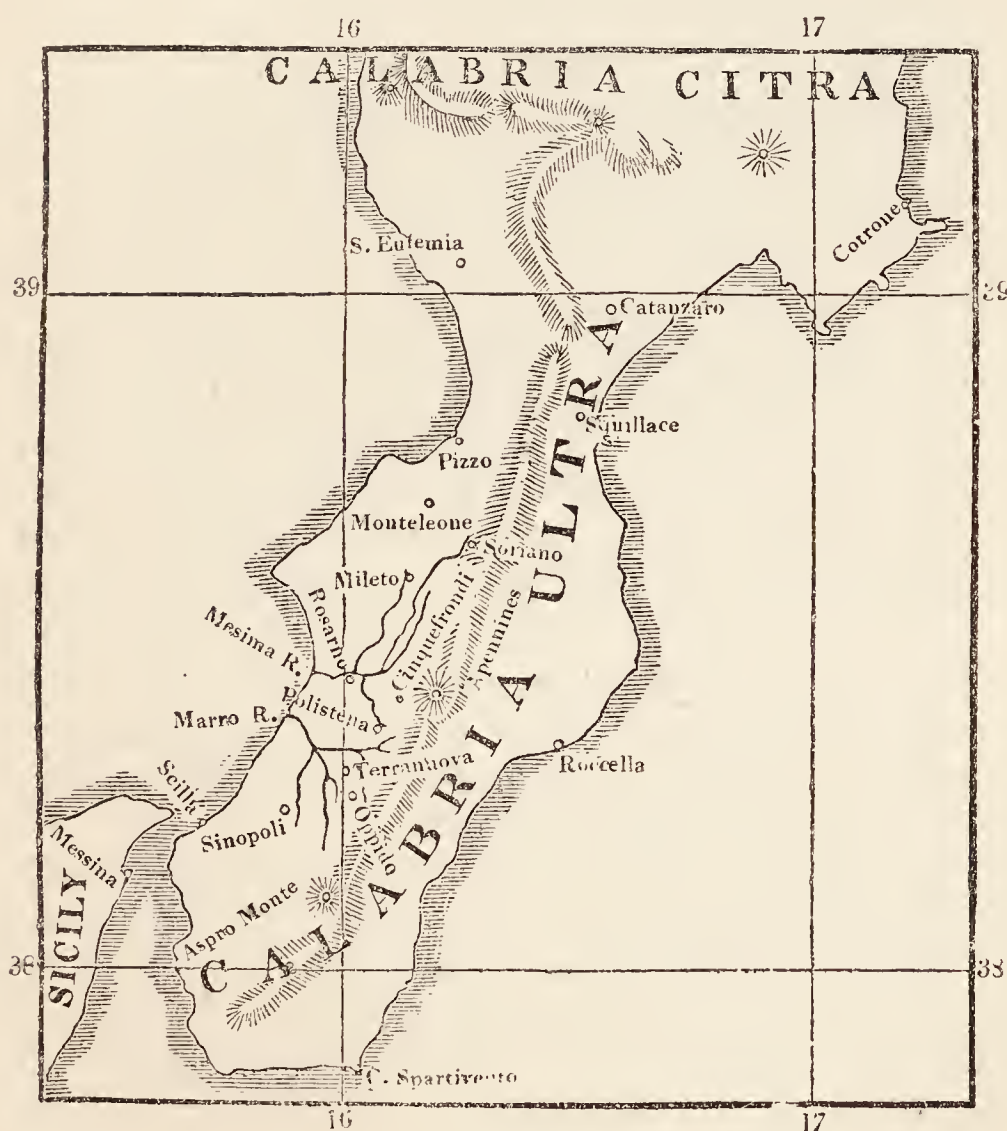 16 17
CALABRIA CITRA
S. Eufemia
Cotrone
39 39
Catanzaro
Squillace
Pizzo
Monteleone
Soriano
Mileto
Rosarno
Mesima R.
Cinquefrondi
Apennines
CALABRIA ULTRA
Polistena
Marro R.
Terranuova
Roccella
Scilla
Oppido
Sinopoli
Messina
Aspro Monte
SICILY
38 38
C. Spartivento
16 17